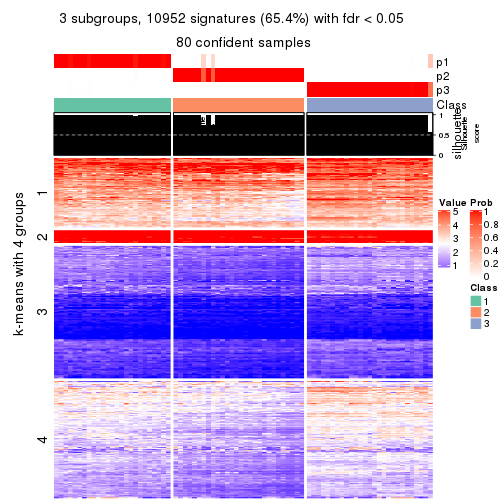 3 subgroups, 10952 signatures (65.4%) with fdr < 0.05
80 confident samples
p1
p2
p3
Class
1
0.5
0
silhouette
Silhouette
score
k-means with 4 groups
1
2
3
4
Value
5
4
3
2
1
Prob
1
0.8
0.6
0.4
0.2
0
Class
1
2
3